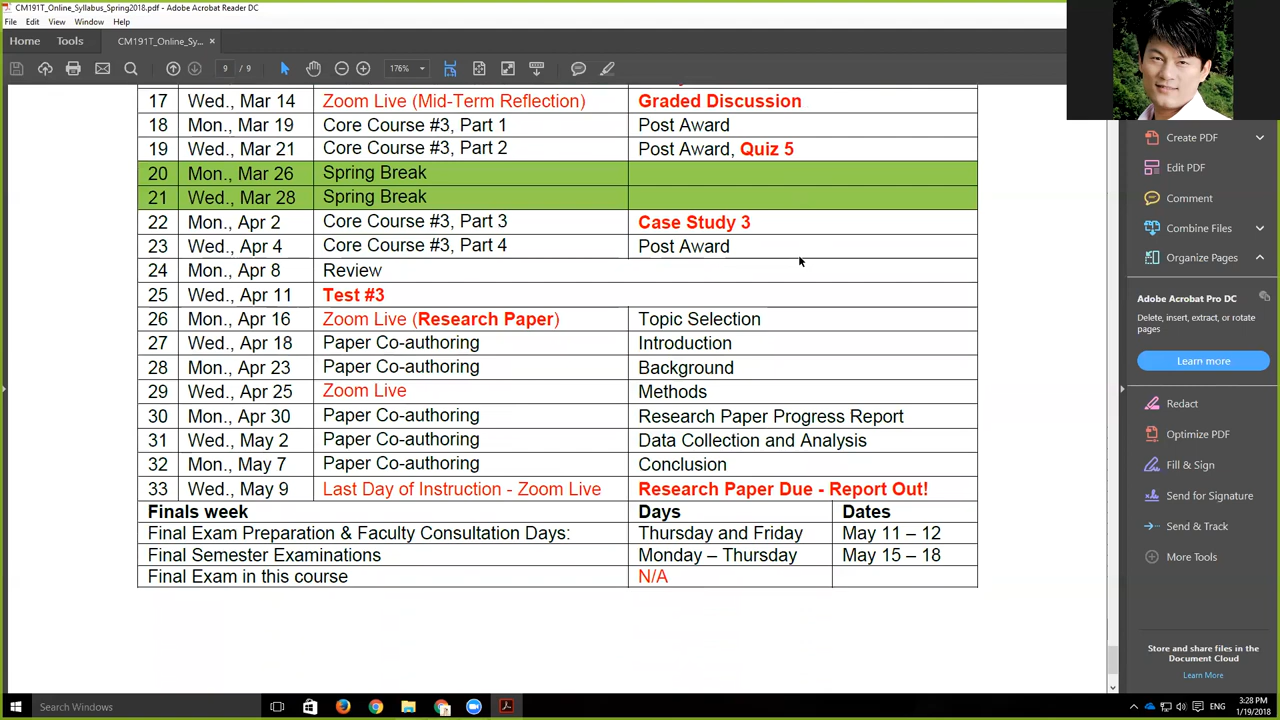 CM191T_Online_Syllabus_Spring2018.pdf - Adobe Acrobat Reader DC
File Edit View Window Help
Home Tools CM191T_Online_Sy... ×
9 / 9 176%
17 Wed., Mar 14 Zoom Live (Mid-Term Reflection) Graded Discussion
18 Mon., Mar 19 Core Course #3, Part 1 Post Award
19 Wed., Mar 21 Core Course #3, Part 2 Post Award, Quiz 5
20 Mon., Mar 26 Spring Break
21 Wed., Mar 28 Spring Break
22 Mon., Apr 2 Core Course #3, Part 3 Case Study 3
23 Wed., Apr 4 Core Course #3, Part 4 Post Award
24 Mon., Apr 8 Review
25 Wed., Apr 11 Test #3
26 Mon., Apr 16 Zoom Live (Research Paper) Topic Selection
27 Wed., Apr 18 Paper Co-authoring Introduction
28 Mon., Apr 23 Paper Co-authoring Background
29 Wed., Apr 25 Zoom Live Methods
30 Mon., Apr 30 Paper Co-authoring Research Paper Progress Report
31 Wed., May 2 Paper Co-authoring Data Collection and Analysis
32 Mon., May 7 Paper Co-authoring Conclusion
33 Wed., May 9 Last Day of Instruction - Zoom Live Research Paper Due - Report Out!
Finals week Days Dates
Final Exam Preparation & Faculty Consultation Days: Thursday and Friday May 11 – 12
Final Semester Examinations Monday – Thursday May 15 – 18
Final Exam in this course N/A
Create PDF
Edit PDF
Comment
Combine Files
Organize Pages
Adobe Acrobat Pro DC
Delete, insert, extract, or rotate
pages
Learn more
Redact
Optimize PDF
Fill & Sign
Send for Signature
Send & Track
More Tools
Store and share files in the
Document Cloud
Learn More
Search Windows
ENG
3:28 PM
1/19/2018